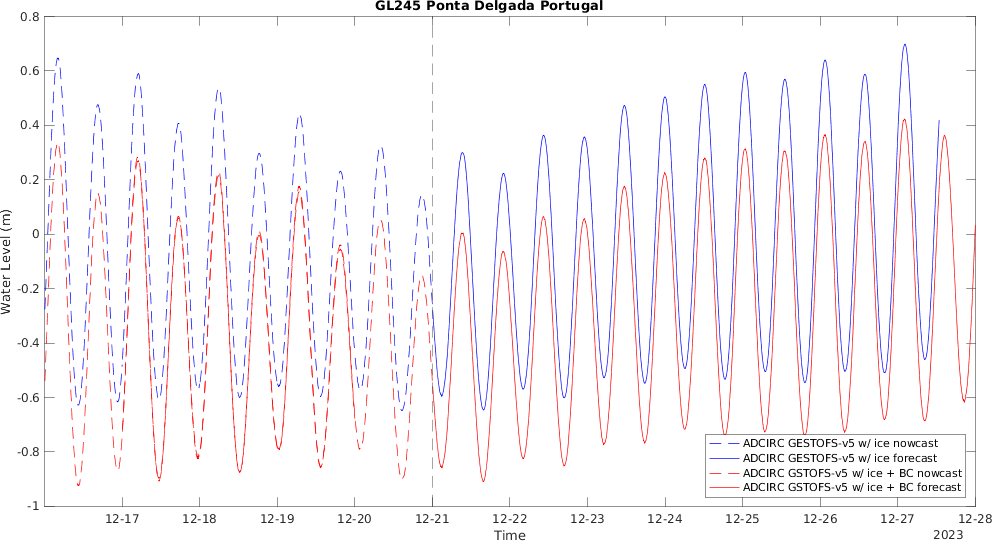 GL245 Ponta Delgada Portugal
0.8
0.6
0.4
0.2
0
-0.2
-0.4
-0.6
-0.8
-1
Water Level (m)
12-17 12-18 12-19 12-20 12-21 12-22 12-23 12-24 12-25 12-26 12-27 12-28
Time
2023
ADCIRC GESTOFS-v5 w/ ice nowcast
ADCIRC GESTOFS-v5 w/ ice forecast
ADCIRC GSTOFS-v5 w/ ice + BC nowcast
ADCIRC GSTOFS-v5 w/ ice + BC forecast